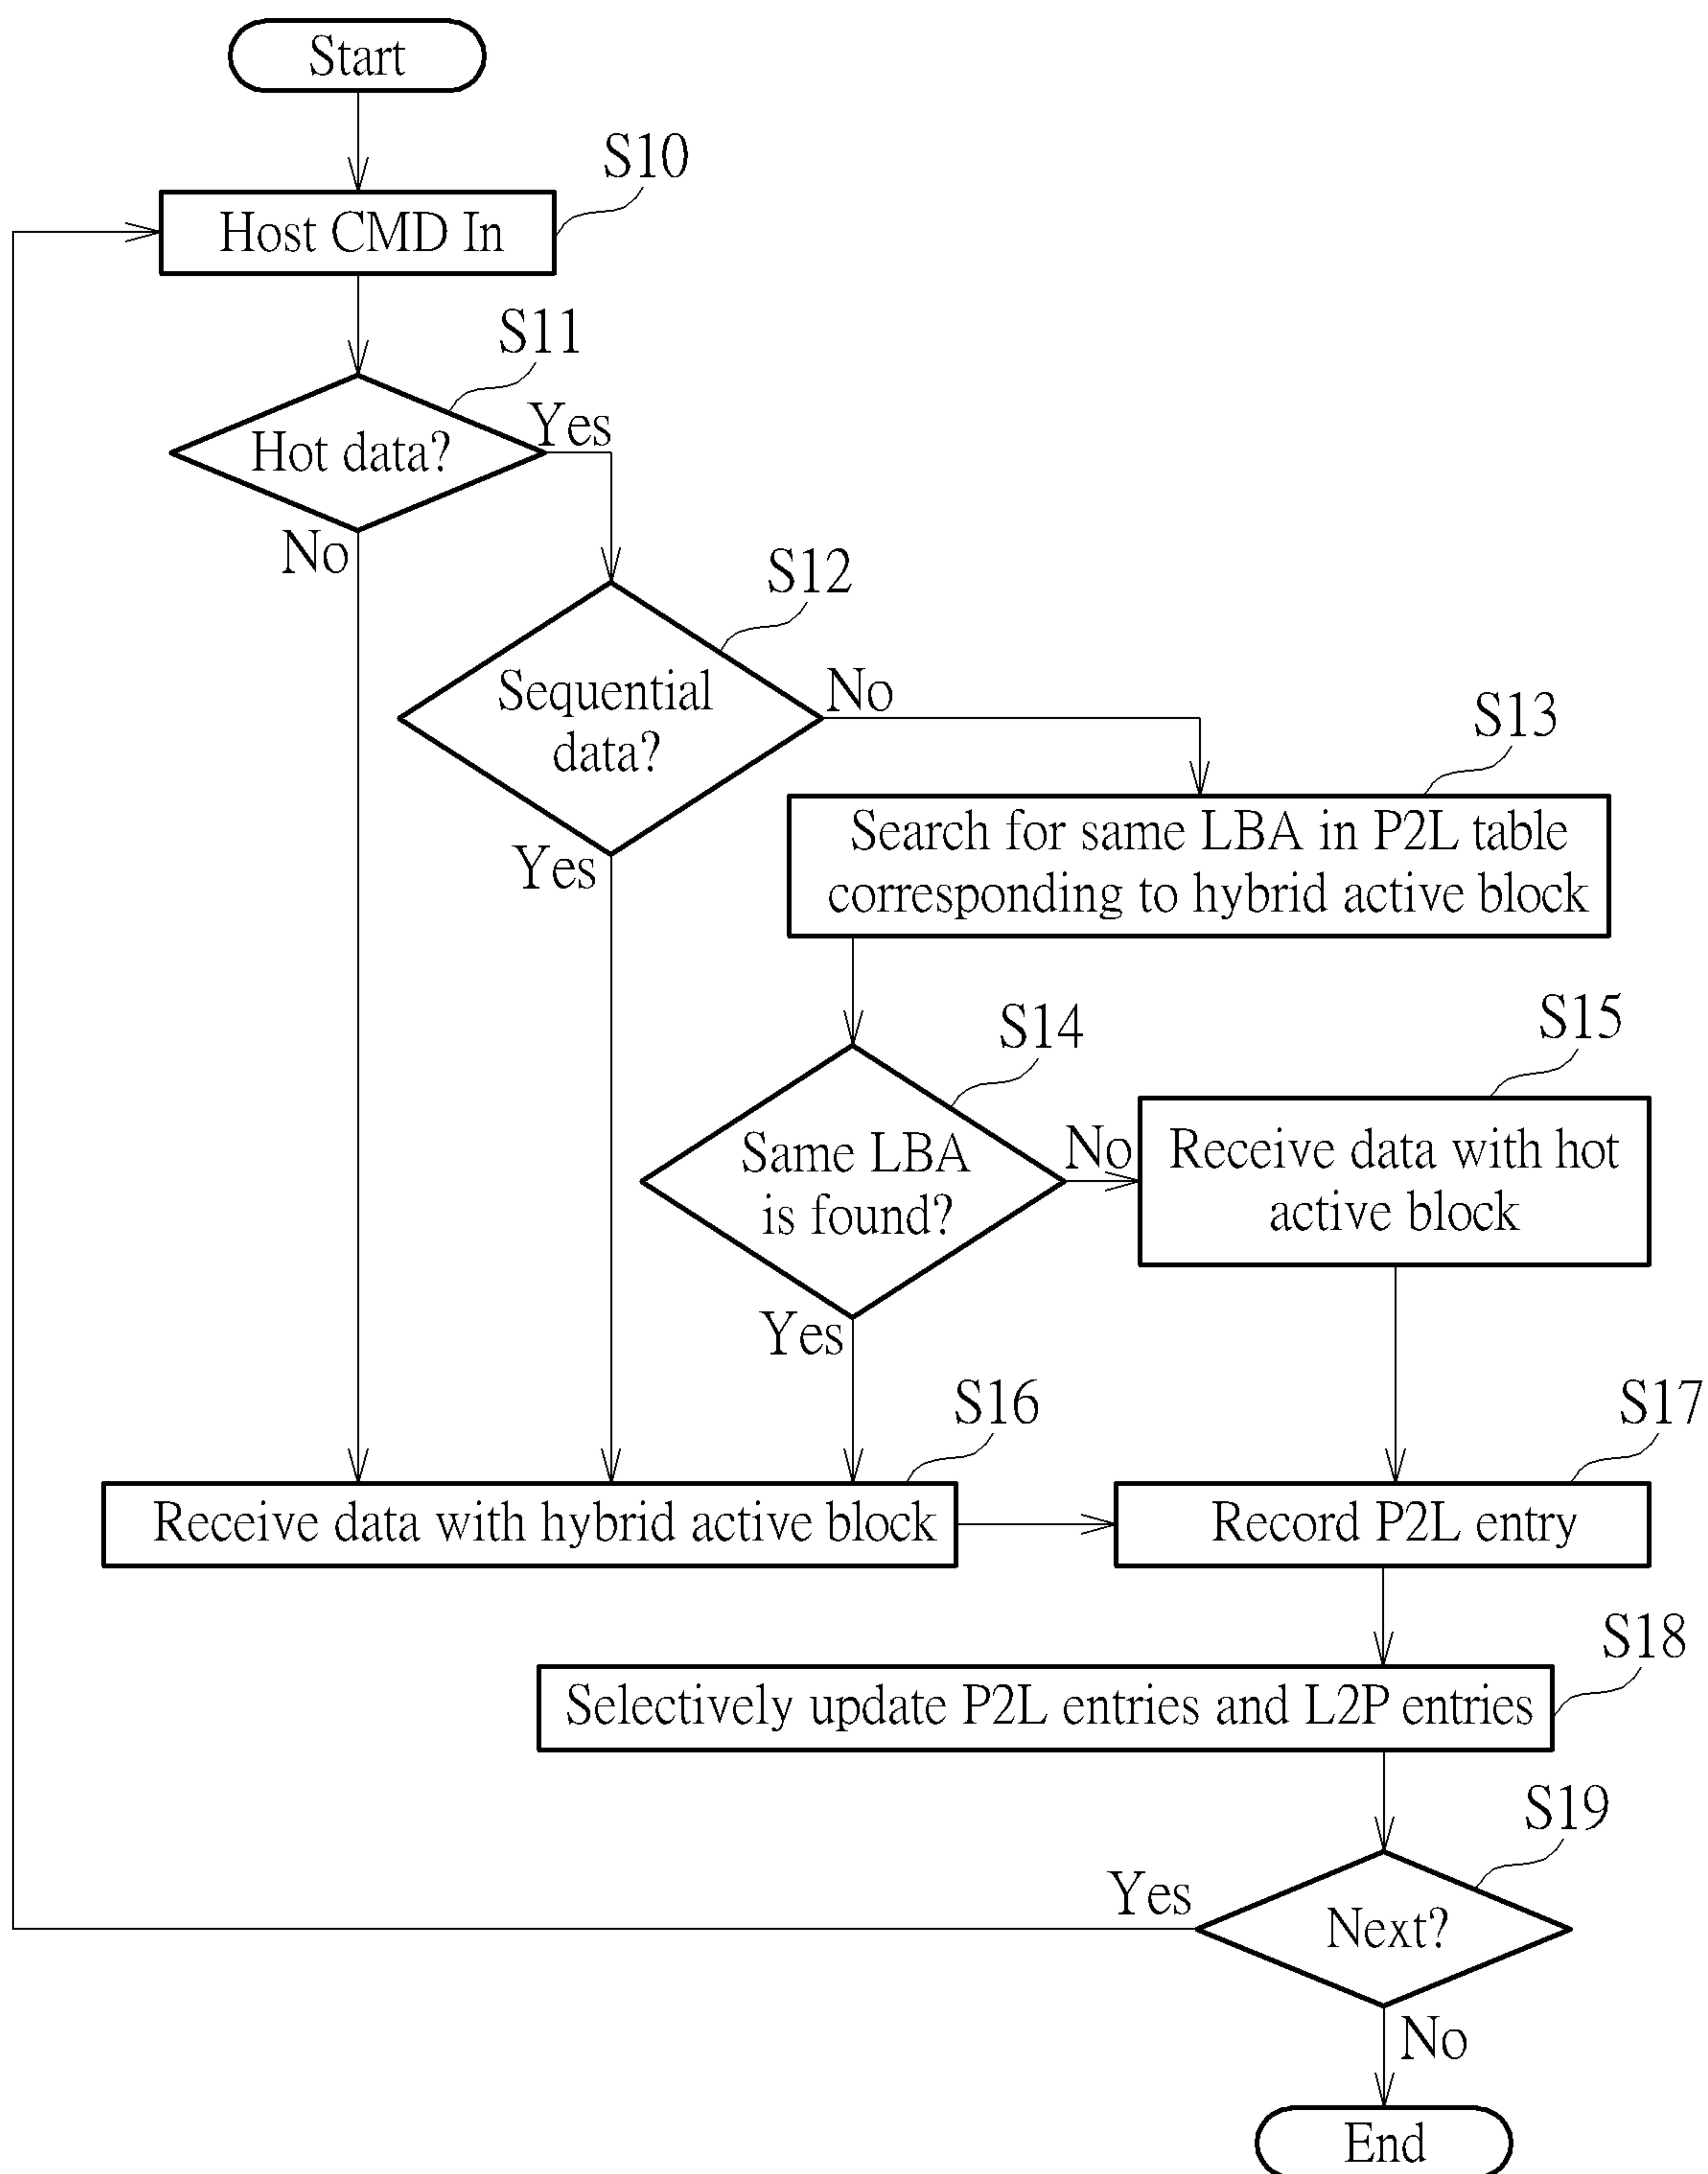 Start
S10
Host CMD In
S11
Hot data?
Yes
No
S12
Sequential
data?
No
Yes
S13
Search for same LBA in P2L table
corresponding to hybrid active block
S14
Same LBA
is found?
No
Yes
S15
Receive data with hot
active block
S16
Receive data with hybrid active block
S17
Record P2L entry
S18
Selectively update P2L entries and L2P entries
S19
Next?
Yes
No
End